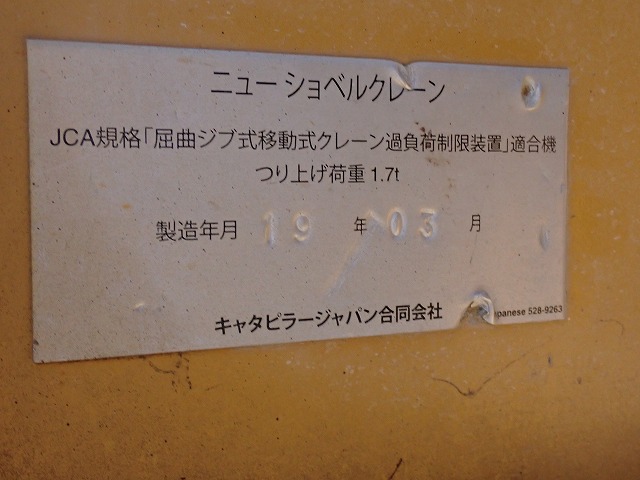 ニューショベルクレーン
JCA規格「屈曲ジブ式移動式クレーン過負荷制限装置」適合機
つり上げ荷重 1.7t
製造年月 19 年 03 月
キャタピラージャパン合同会社
apanese 528-9263